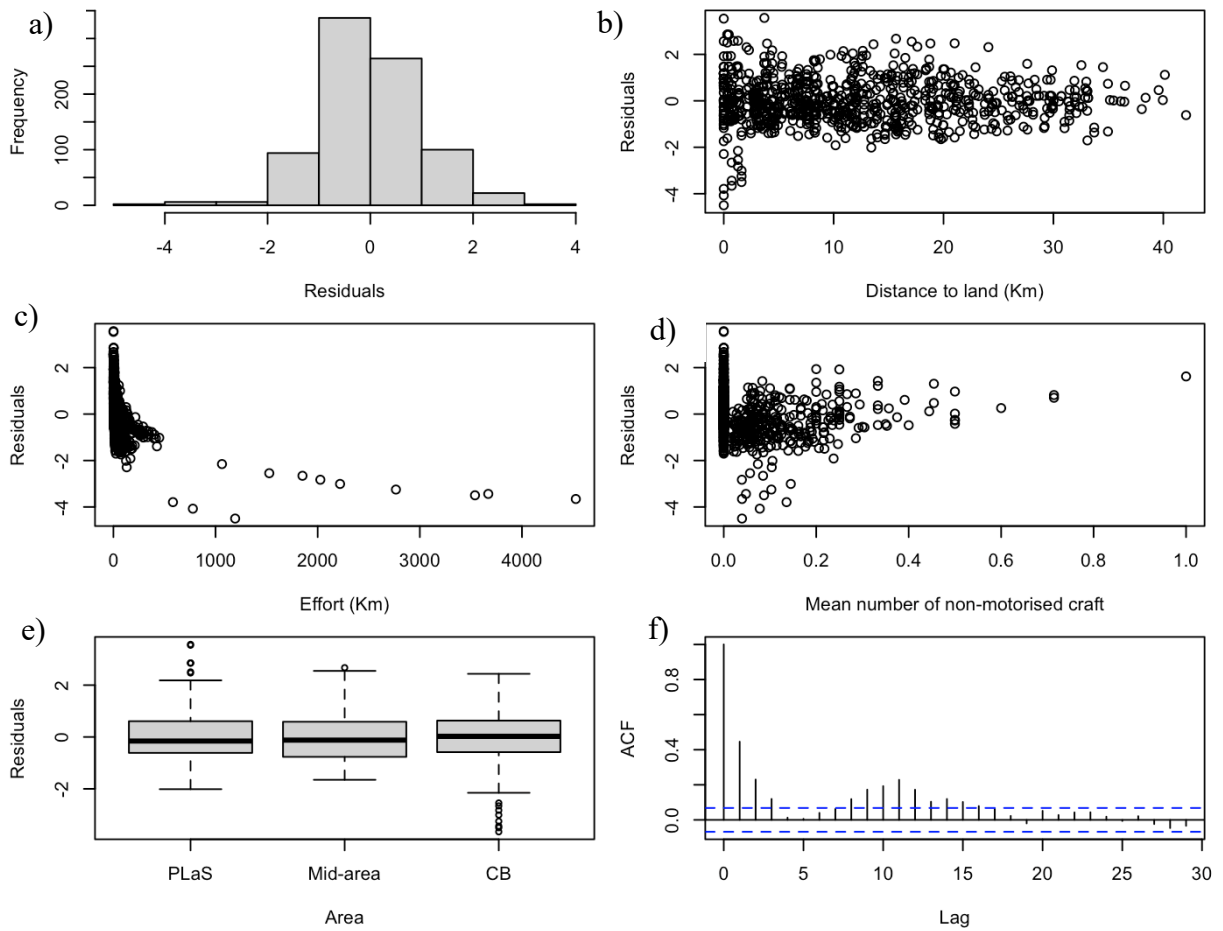 a)
Frequency
0
100
300
-4
-2
0
2
4
Residuals
b)
Residuals
-4
-2
0
2
0
10
20
30
40
Distance to land (Km)
c)
Residuals
-4
-2
0
2
0
1000
2000
3000
4000
Effort (Km)
d)
Residuals
-4
-2
0
2
0.0
0.2
0.4
0.6
0.8
1.0
Mean number of non-motorised craft
e)
Residuals
-2
0
2
PLaS
Mid-area
CB
Area
f)
ACF
0.0
0.4
0.8
0
5
10
15
20
25
30
Lag